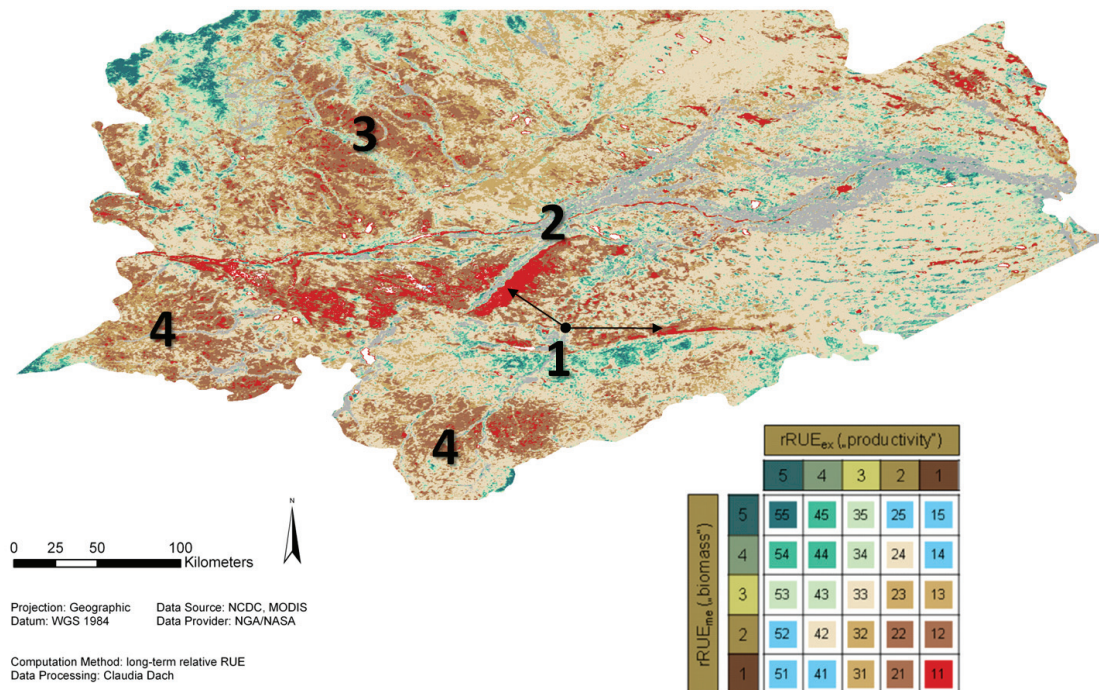 3
2
4
1
4
N
0 25 50 100
Kilometers
Projection: Geographic Data Source: NCDC, MODIS
Datum: WGS 1984 Data Provider: NGA/NASA
Computation Method: long-term relative RUE
Data Processing: Claudia Dach
rRUEex („productivity“)
5 4 3 2 1
rRUEme („biomass“)
5 55 45 35 25 15
4 54 44 34 24 14
3 53 43 33 23 13
2 52 42 32 22 12
1 51 41 31 21 11